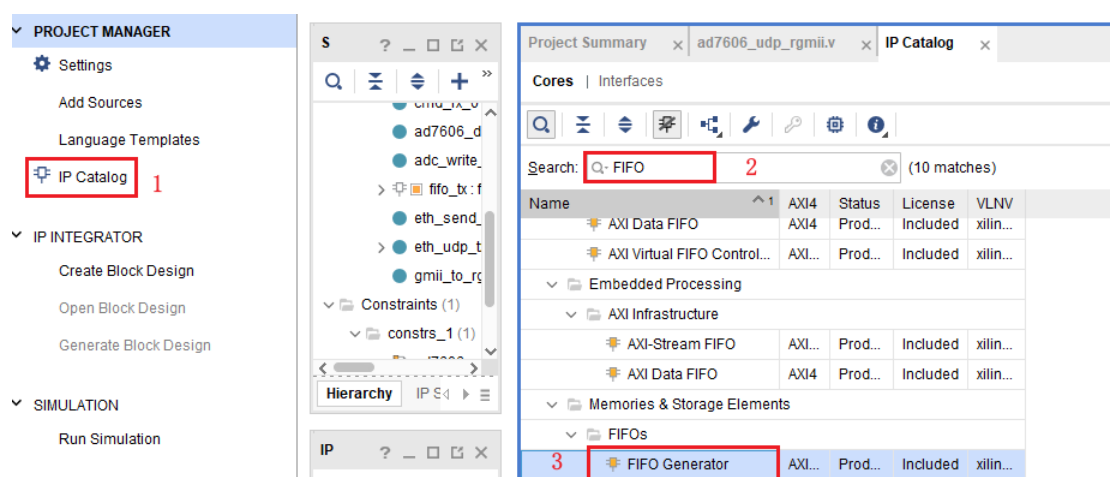 PROJECT MANAGER
Settings
Add Sources
Language Templates
IP Catalog
1
IP INTEGRATOR
Create Block Design
Open Block Design
Generate Block Design
SIMULATION
Run Simulation
S ? _
ad7606_d
adc_write_
fifo_tx : f
eth_send_
eth_udp_t
gmii_to_rg
Constraints (1)
constrs_1 (1)
Hierarchy IP S
IP ? _
Project Summary ad7606_udp_rgmii.v IP Catalog
Cores | Interfaces
Search: FIFO 2 (10 matches)
Name 1 AXI4 Status License VLNV
AXI Data FIFO AXI4 Prod... Included xilin...
AXI Virtual FIFO Control... AXI... Prod... Included xilin...
Embedded Processing
AXI Infrastructure
AXI-Stream FIFO AXI... Prod... Included xilin...
AXI Data FIFO AXI4 Prod... Included xilin...
Memories & Storage Elements
FIFOs
3 FIFO Generator AXI... Prod... Included xilin...